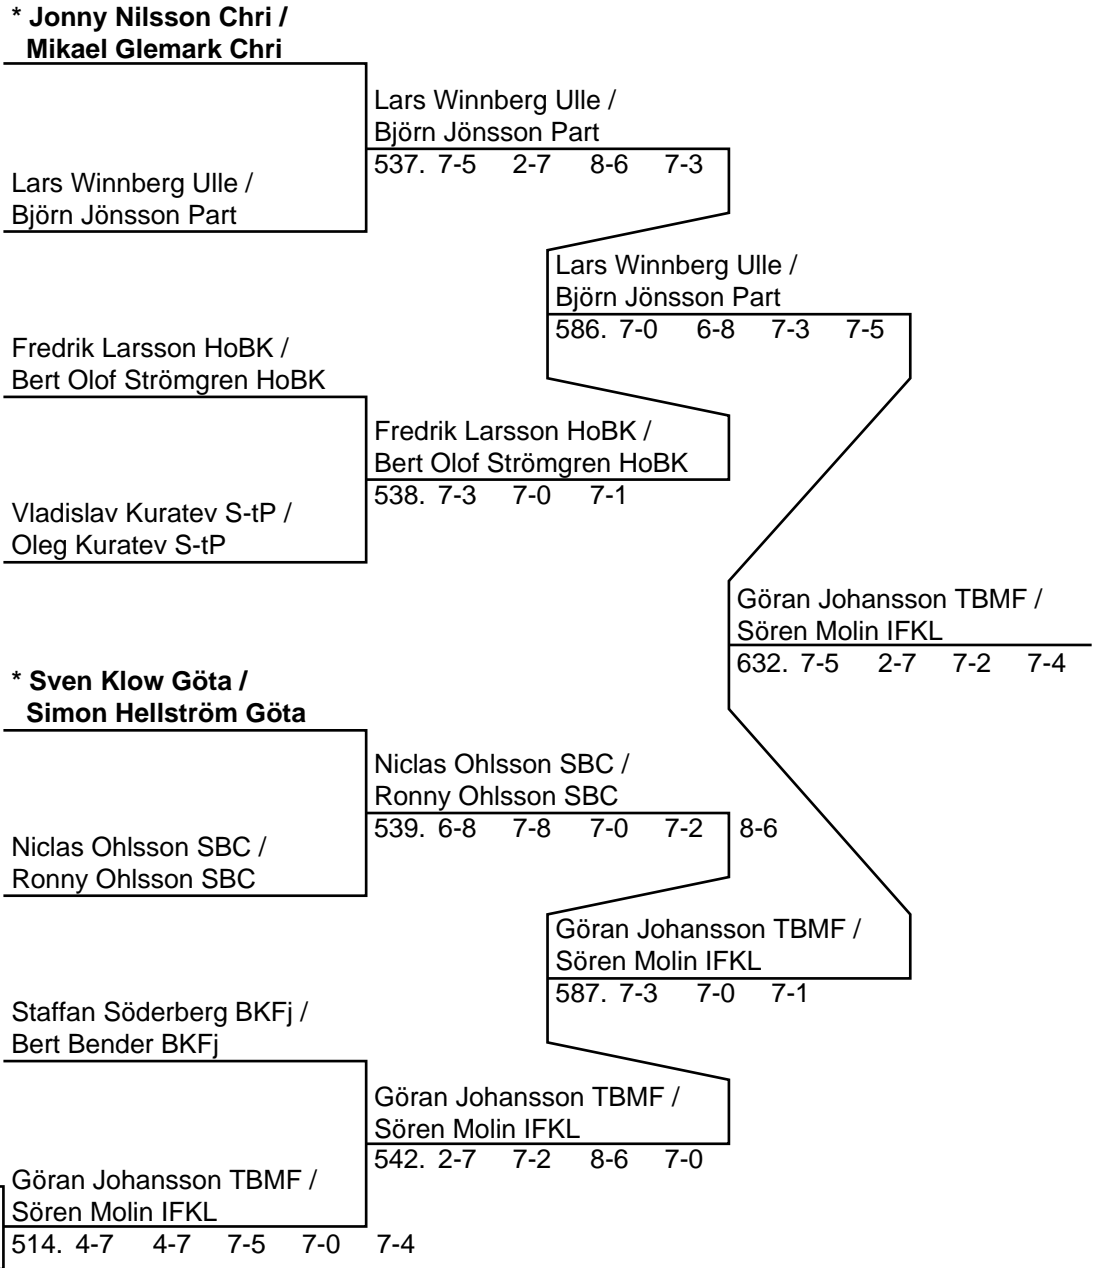 * Jonny Nilsson Chri /
Mikael Glemark Chri
Lars Winnberg Ulle /
Björn Jönsson Part
537. 7-5 2-7 8-6 7-3
Lars Winnberg Ulle /
Björn Jönsson Part
Lars Winnberg Ulle /
Björn Jönsson Part
586. 7-0 6-8 7-3 7-5
Fredrik Larsson HoBK /
Bert Olof Strömgren HoBK
Fredrik Larsson HoBK /
Bert Olof Strömgren HoBK
538. 7-3 7-0 7-1
Vladislav Kuratev S-tP /
Oleg Kuratev S-tP
Göran Johansson TBMF /
Sören Molin IFKL
632. 7-5 2-7 7-2 7-4
* Sven Klow Göta /
Simon Hellström Göta
Niclas Ohlsson SBC /
Ronny Ohlsson SBC
539. 6-8 7-8 7-0 7-2 8-6
Niclas Ohlsson SBC /
Ronny Ohlsson SBC
Göran Johansson TBMF /
Sören Molin IFKL
587. 7-3 7-0 7-1
Staffan Söderberg BKFj /
Bert Bender BKFj
Göran Johansson TBMF /
Sören Molin IFKL
542. 2-7 7-2 8-6 7-0
Göran Johansson TBMF /
Sören Molin IFKL
514. 4-7 4-7 7-5 7-0 7-4